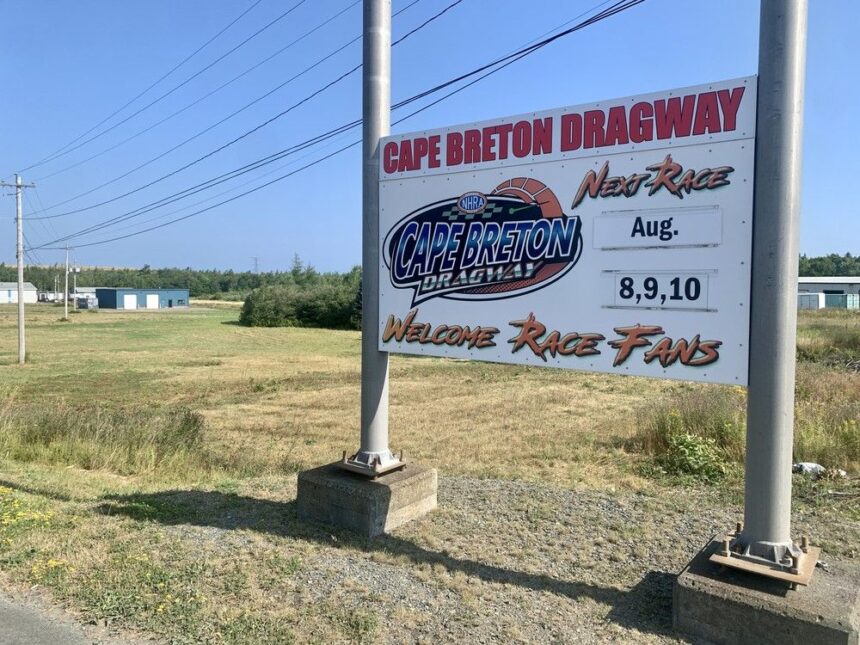 CAPE BRETON DRAGWAY
NEXT RACE
NHRA
CAPE BRETON
DRAGWAY
Aug.
8,9,10
WELCOME RACE FANS